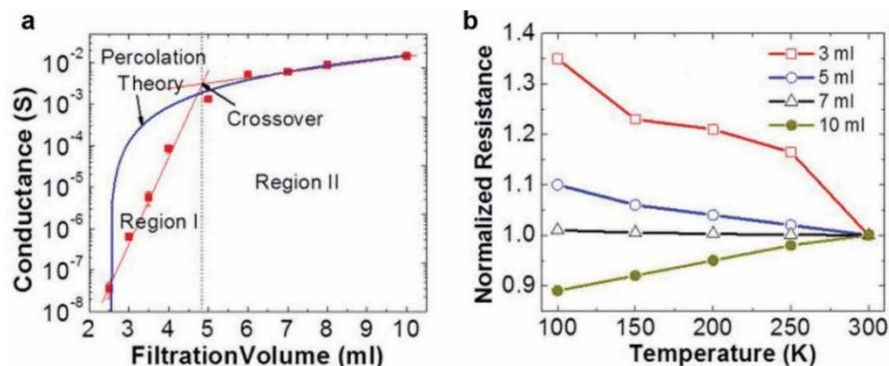 a
Conductance (S)
10⁻²
10⁻³
10⁻⁴
10⁻⁵
10⁻⁶
10⁻⁷
10⁻⁸
Percolation
Theory
Crossover
Region I
Region II
2 3 4 5 6 7 8 9 10
FiltrationVolume (ml)
b
Normalized Resistance
1.4
1.3
1.2
1.1
1.0
0.9
3 ml
5 ml
7 ml
10 ml
100 150 200 250 300
Temperature (K)